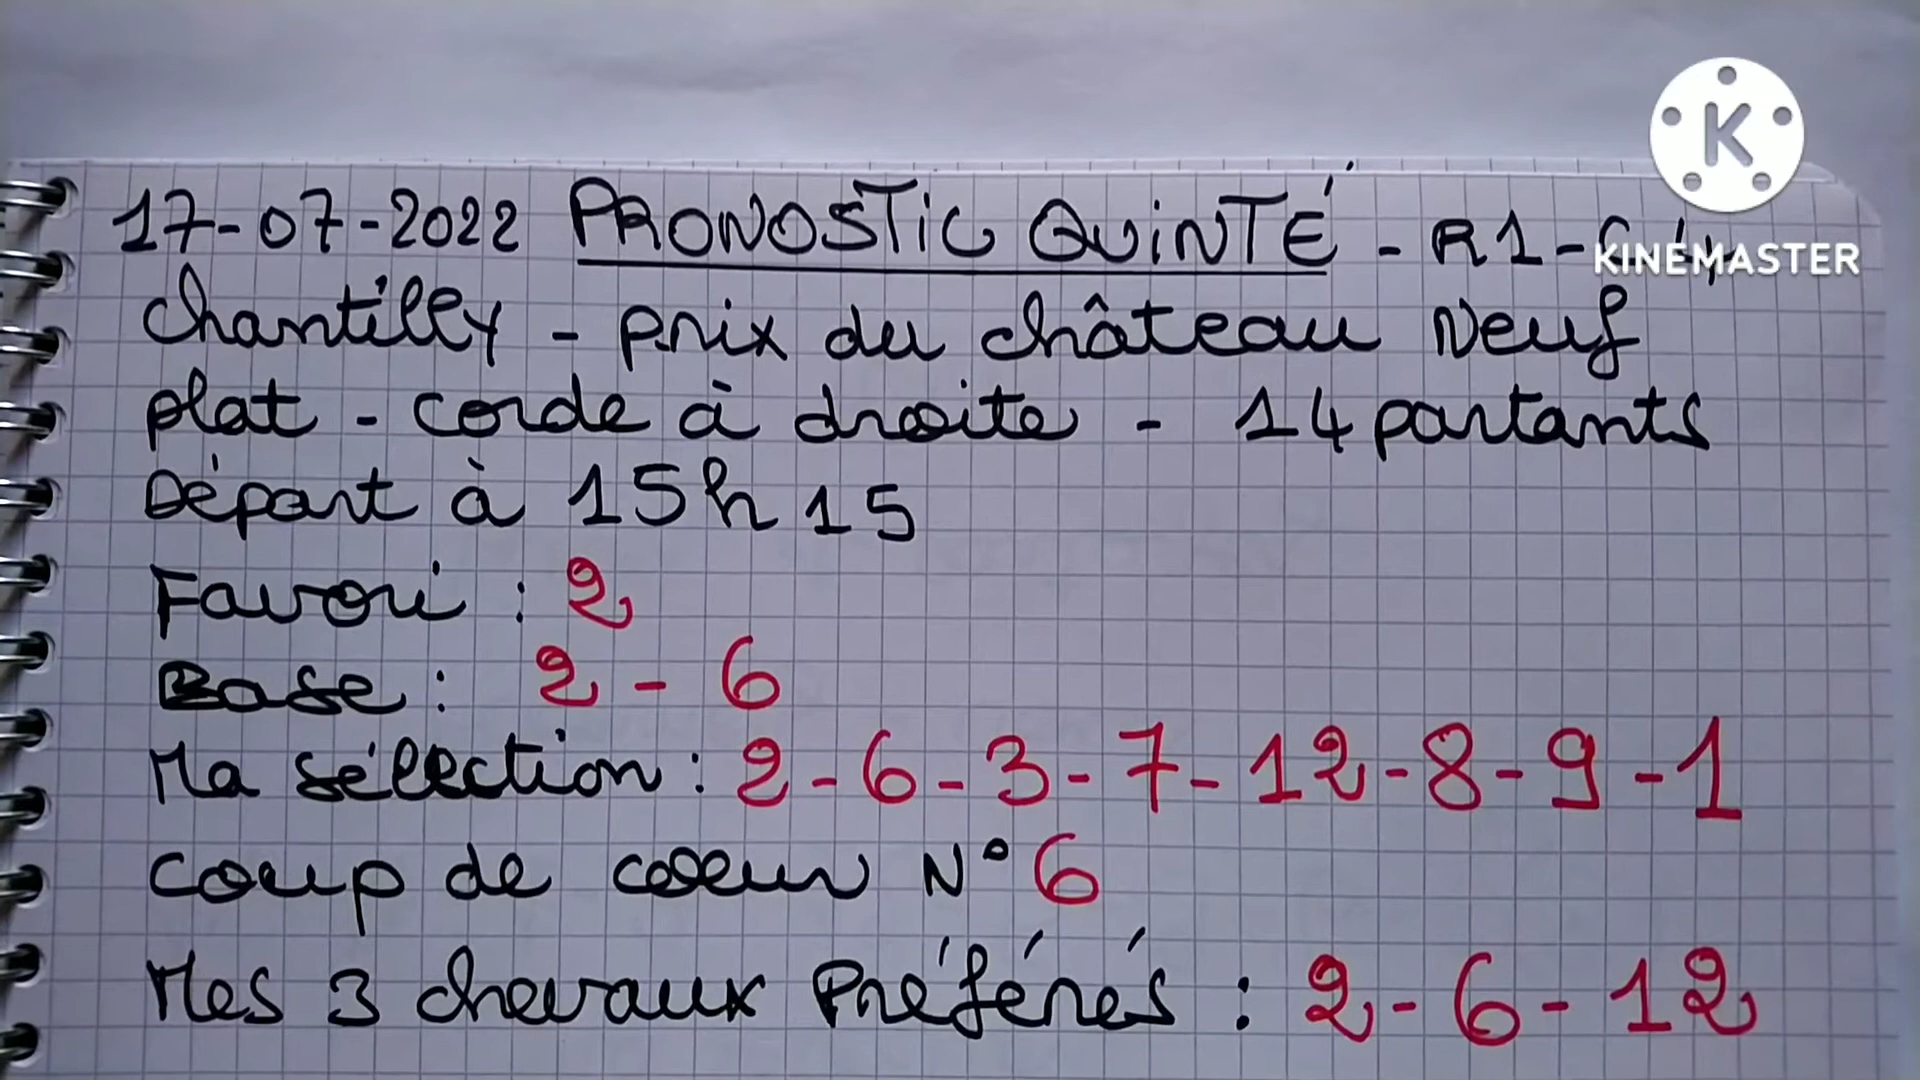 K
KINEMASTER
17-07-2022 PRONOSTIC QUINTÉ - R1-
Chantilly - prix du château Neuf
plat - corde à droite - 14 partants
Départ à 15h15
Favori : 2
Base : 2 - 6
Ma sélection : 2 - 6 - 3 - 7 - 12 - 8 - 9 - 1
Coup de coeur N° 6
Mes 3 chevaux Préférés : 2 - 6 - 12